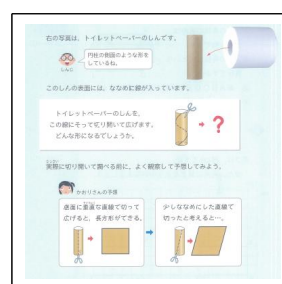 右の写真は、トイレットペーパーのしんです。
円柱の側面のような形を
しているね。
しんじ
このしんの表面には、ななめに線が入っています。
トイレットペーパーのしんを、
この線にそって切り開いて広げます。
どんな形になるでしょうか。
?
実際に切り開いて調べる前に、よく観察して予想してみよう。
かおりさんの予想
底面に垂直な直線で切って
広げると、長方形ができる。
少しななめにした直線で
切ったと考えると…。